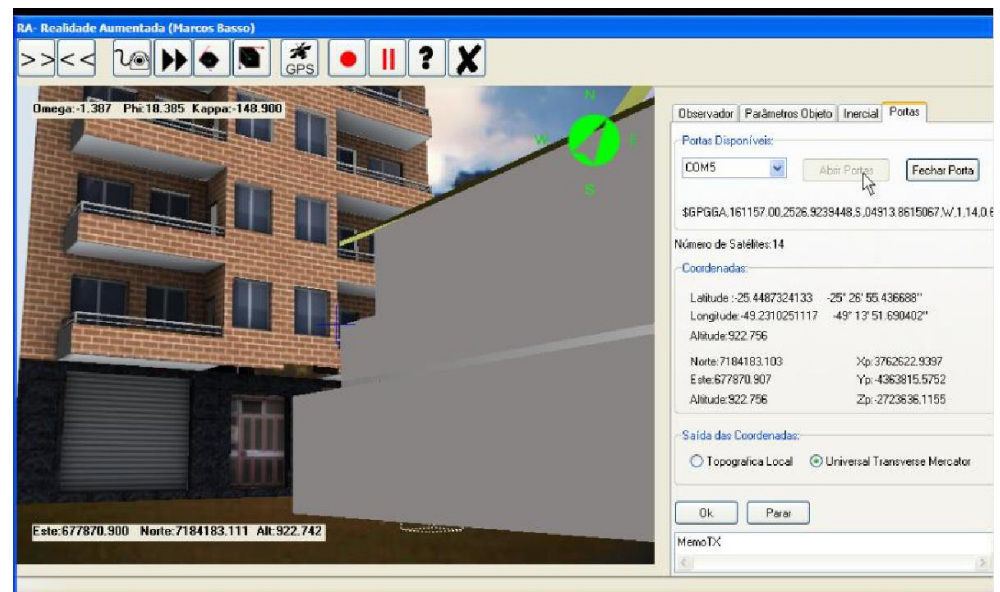 RA- Realidade Aumentada (Marcos Basso)
>> << GPS ?
Omega:-1.387 Phi:18.385 Kappa:-148.900
N
W E
S
Observador Parâmetros Objeto Inercial Portas
Portas Disponíveis:
COM5 Abrir Portas Fechar Porta
$GPGGA,161157.00,2526.9239448,S,04913.8615067,W,1,14,0.6
Número de Satélites:14
Coordenadas:
Latitude :-25.4487324133 -25° 26' 55.436688"
Longitude:-49.2310251117 -49° 13' 51.690402"
Altitude:922.756
Norte:7184183.103 Xp:3762622.9397
Este:677870.907 Yp:-4363815.5752
Altitude:922.756 Zp:-2723636.1155
Saída das Coordenadas:
Topografica Local Universal Transverse Mercator
Ok Parar
Este:677870.900 Norte:7184183.111 Alt:922.742
MemoTX